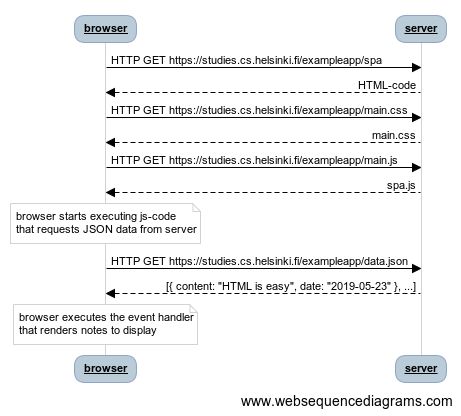 browser server
HTTP GET https://studies.cs.helsinki.fi/exampleapp/spa
HTML-code
HTTP GET https://studies.cs.helsinki.fi/exampleapp/main.css
main.css
HTTP GET https://studies.cs.helsinki.fi/exampleapp/main.js
spa.js
browser starts executing js-code
that requests JSON data from server
HTTP GET https://studies.cs.helsinki.fi/exampleapp/data.json
[{ content: "HTML is easy", date: "2019-05-23" }, ...]
browser executes the event handler
that renders notes to display
browser server
www.websequencediagrams.com